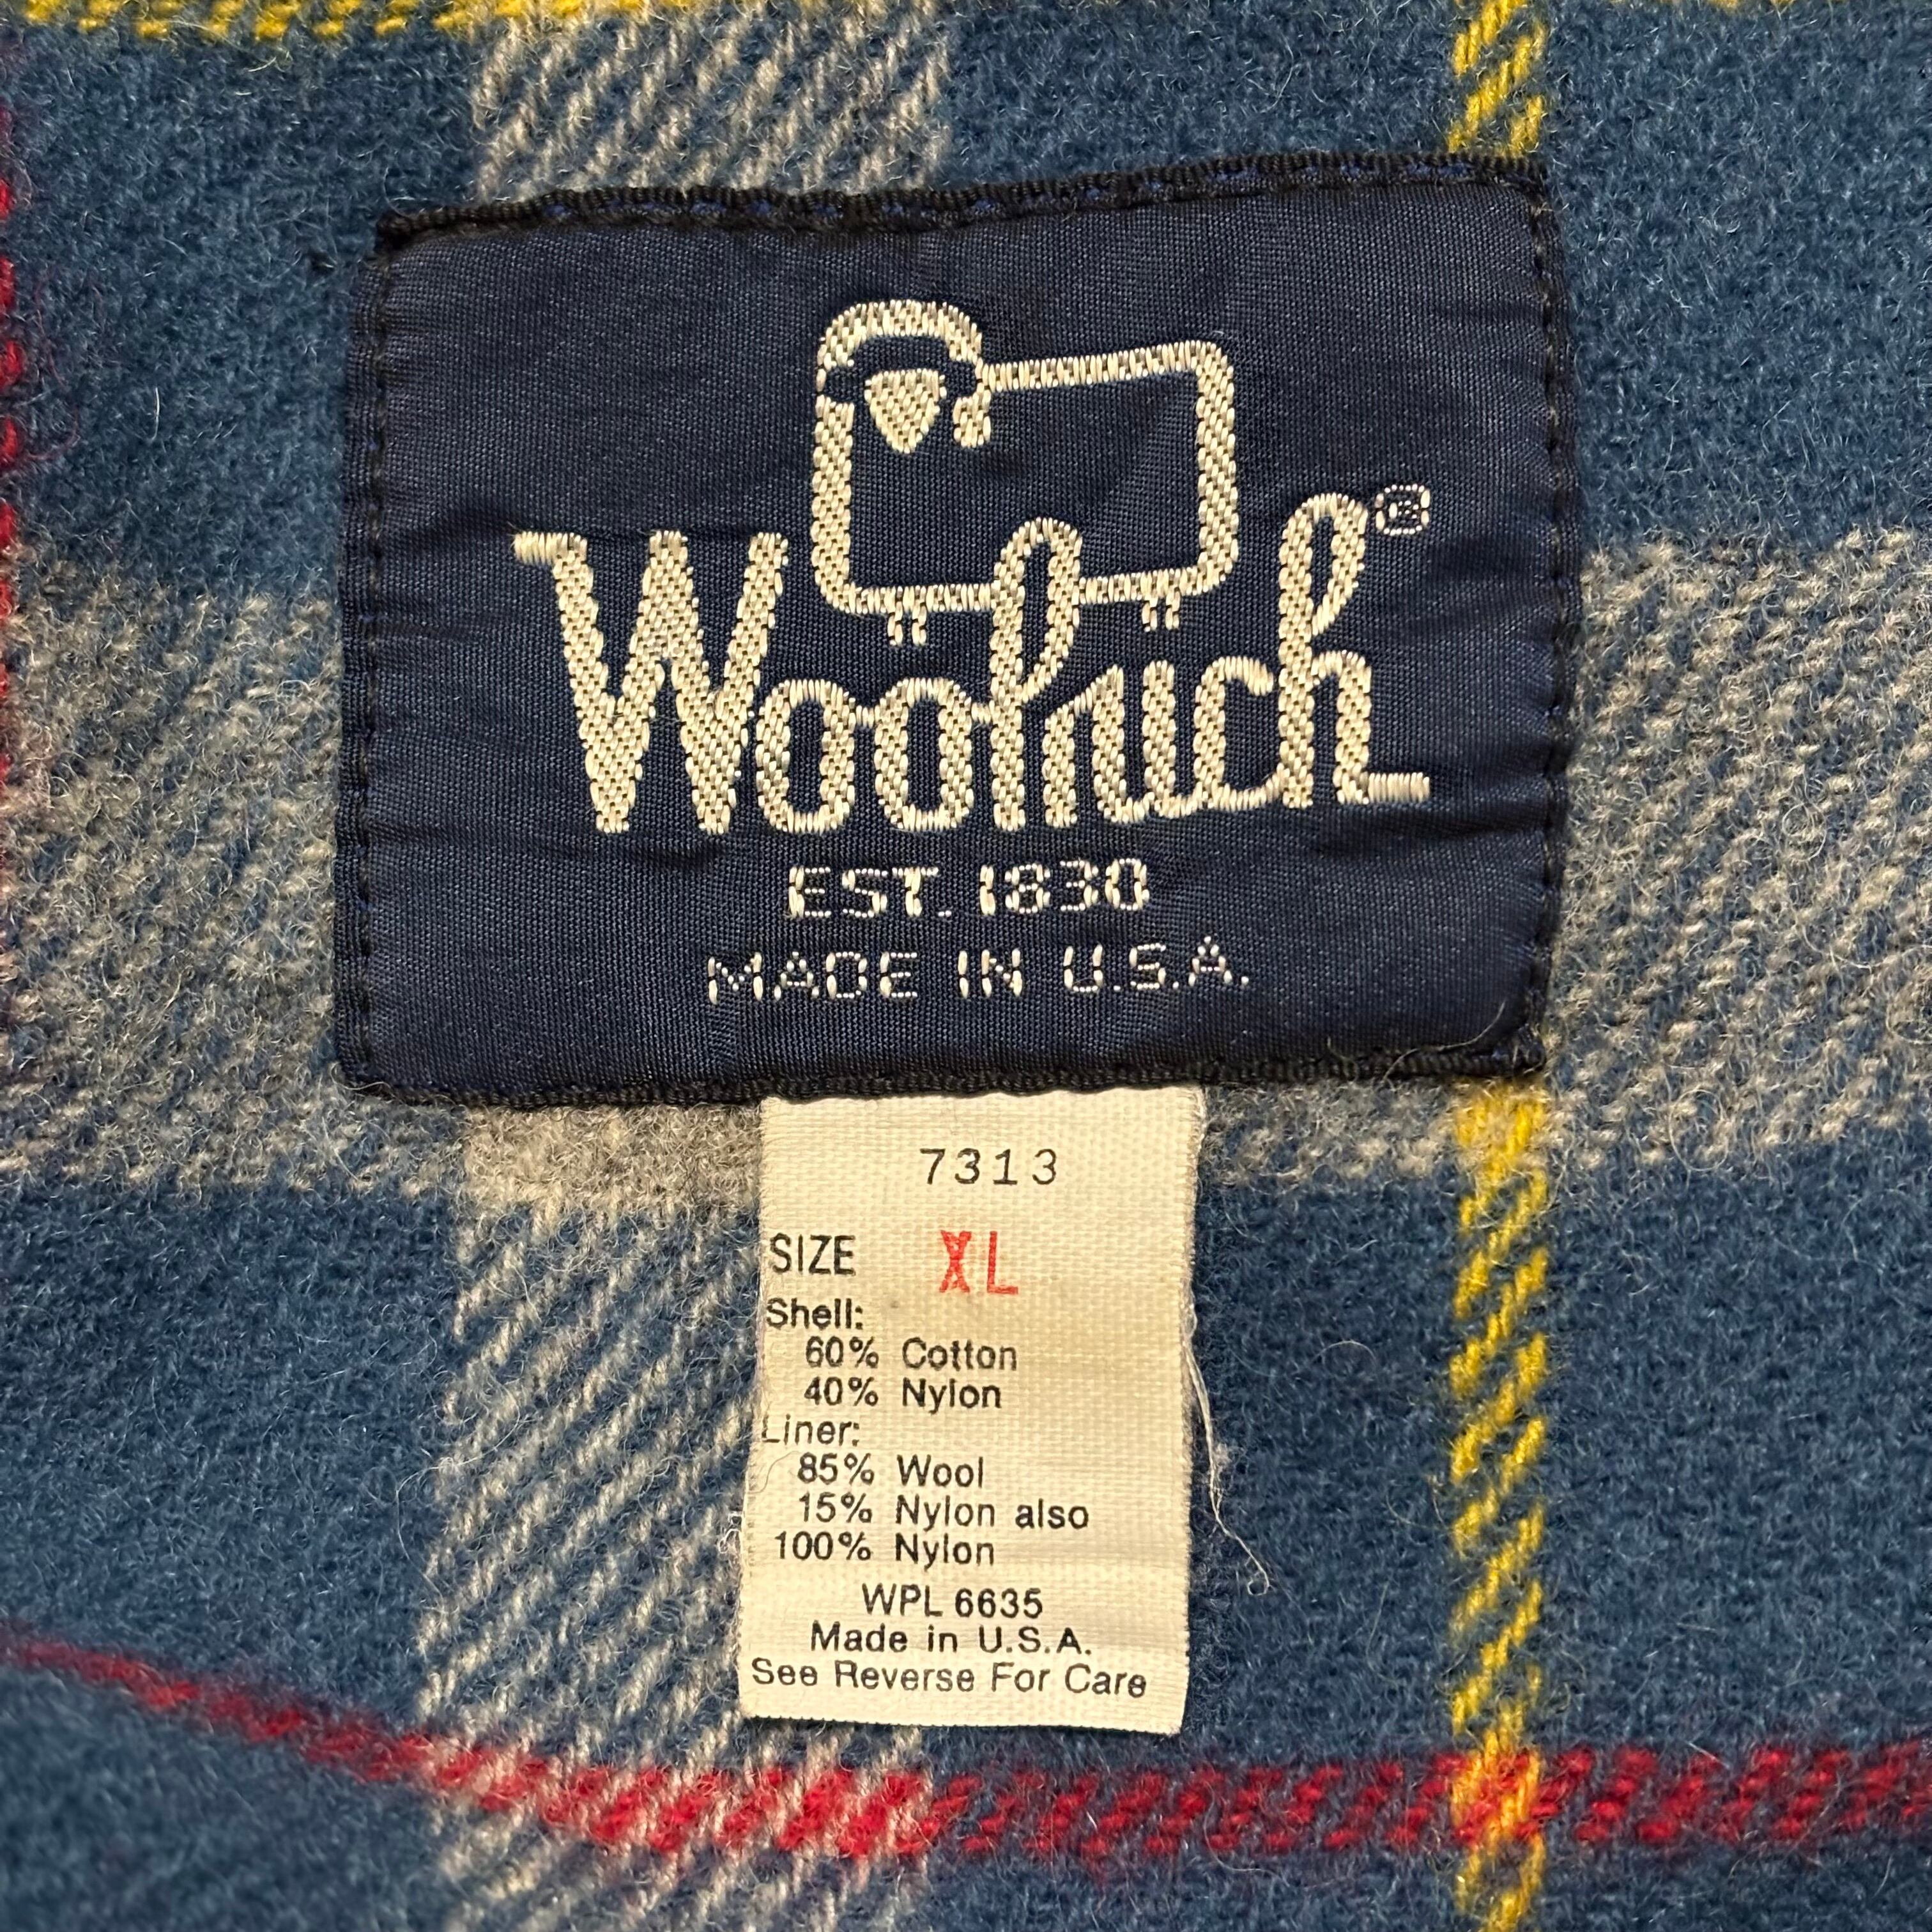 Woolrich®
EST. 1830
MADE IN U.S.A.
7313
SIZE XL
Shell:
60% Cotton
40% Nylon
Liner:
85% Wool
15% Nylon also
100% Nylon
WPL 6635
Made in U.S.A.
See Reverse For Care